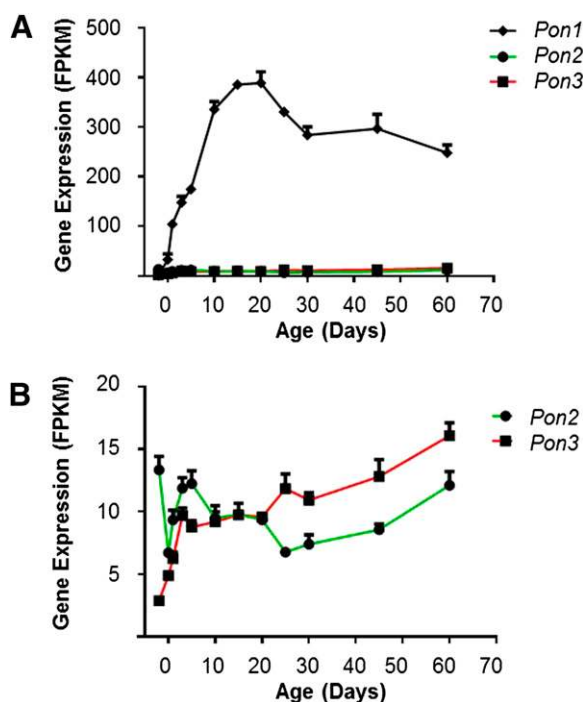 A
Gene Expression (FPKM)
500
400
300
200
100
0 10 20 30 40 50 60 70
Age (Days)
Pon1
Pon2
Pon3
B
Gene Expression (FPKM)
20
15
10
5
0 10 20 30 40 50 60 70
Age (Days)
Pon2
Pon3